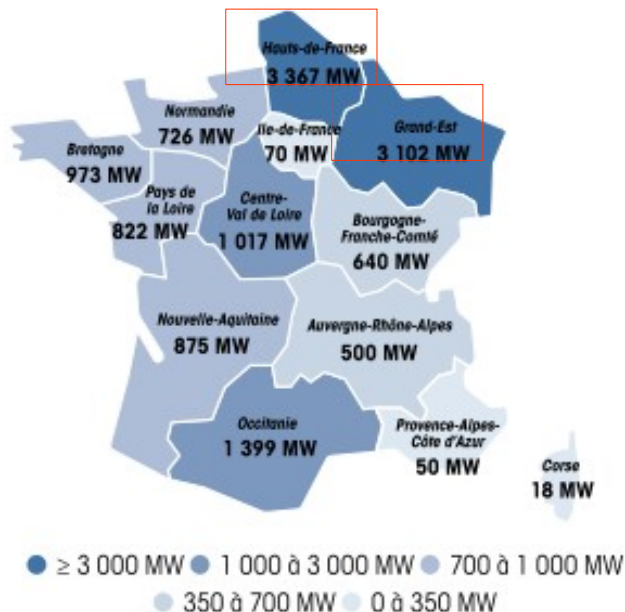 Hauts-de-France
3 367 MW
Normandie
726 MW
Ile-de-France
70 MW
Grand-Est
3 102 MW
Bretagne
973 MW
Pays de
la Loire
822 MW
Centre-
Val de Loire
1 017 MW
Bourgogne-
Franche-Comté
640 MW
Nouvelle-Aquitaine
875 MW
Auvergne-Rhône-Alpes
500 MW
Occitanie
1 399 MW
Provence-Alpes-
Côte d'Azur
50 MW
Corse
18 MW
≥ 3 000 MW 1 000 à 3 000 MW 700 à 1 000 MW
350 à 700 MW 0 à 350 MW